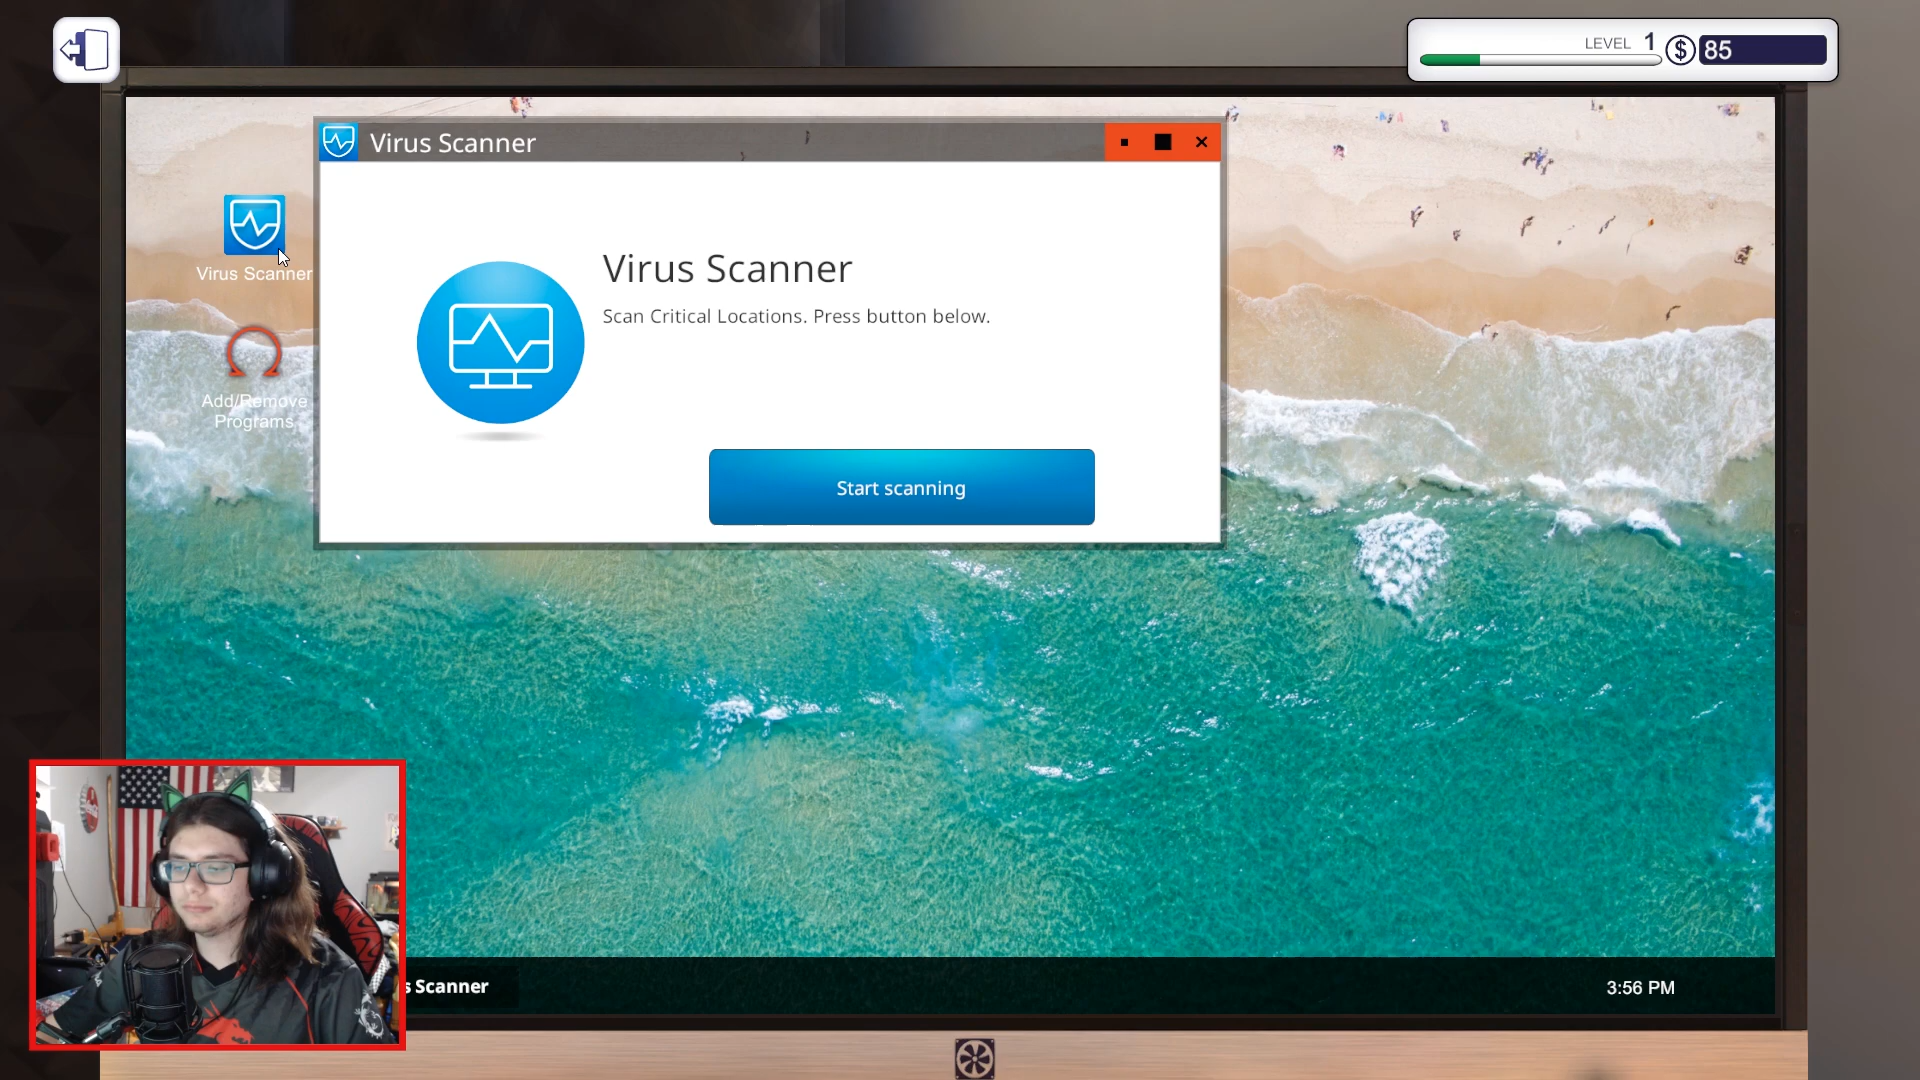 LEVEL 1
85
Virus Scanner
Virus Scanner
Virus Scanner
Scan Critical Locations. Press button below.
Add/Remove
Programs
Start scanning
s Scanner
3:56 PM